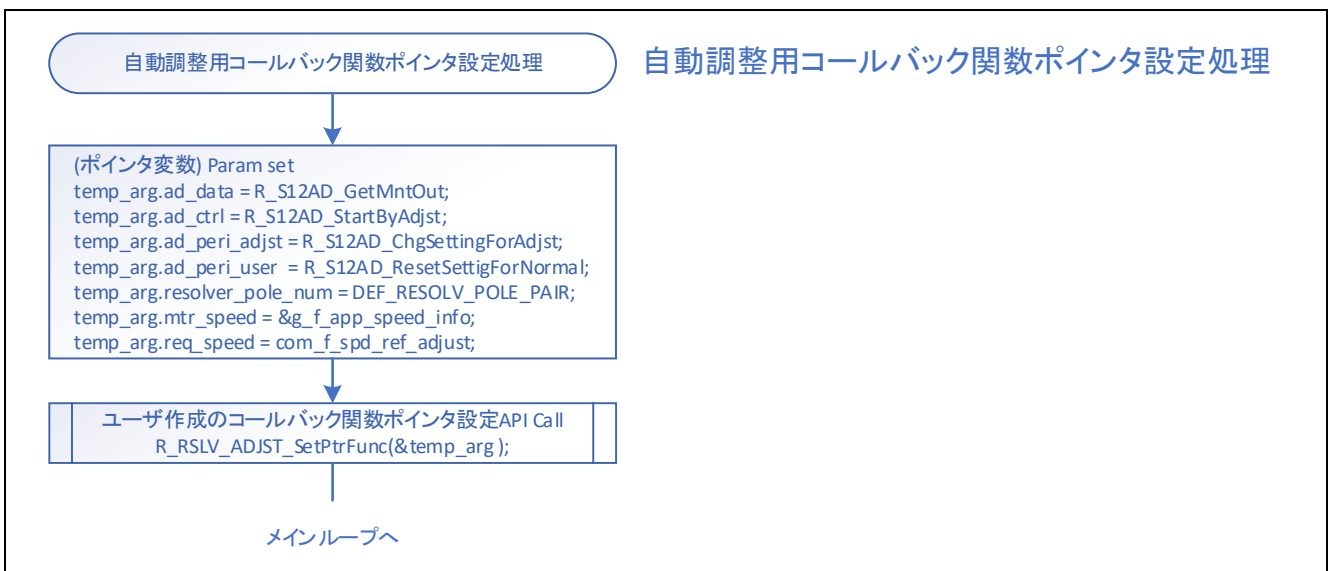 自動調整用コールバック関数ポインタ設定処理
自動調整用コールバック関数ポインタ設定処理
(ポインタ変数) Param set
temp_arg.ad_data = R_S12AD_GetMntOut;
temp_arg.ad_ctrl = R_S12AD_StartByAdjst;
temp_arg.ad_peri_adjst = R_S12AD_ChgSettingForAdjst;
temp_arg.ad_peri_user = R_S12AD_ResetSettigForNormal;
temp_arg.resolver_pole_num = DEF_RESOLV_POLE_PAIR;
temp_arg.mtr_speed = &g_f_app_speed_info;
temp_arg.req_speed = com_f_spd_ref_adjust;
ユーザ作成のコールバック関数ポインタ設定API Call
R_RSLV_ADJST_SetPtrFunc(&temp_arg );
メインループへ